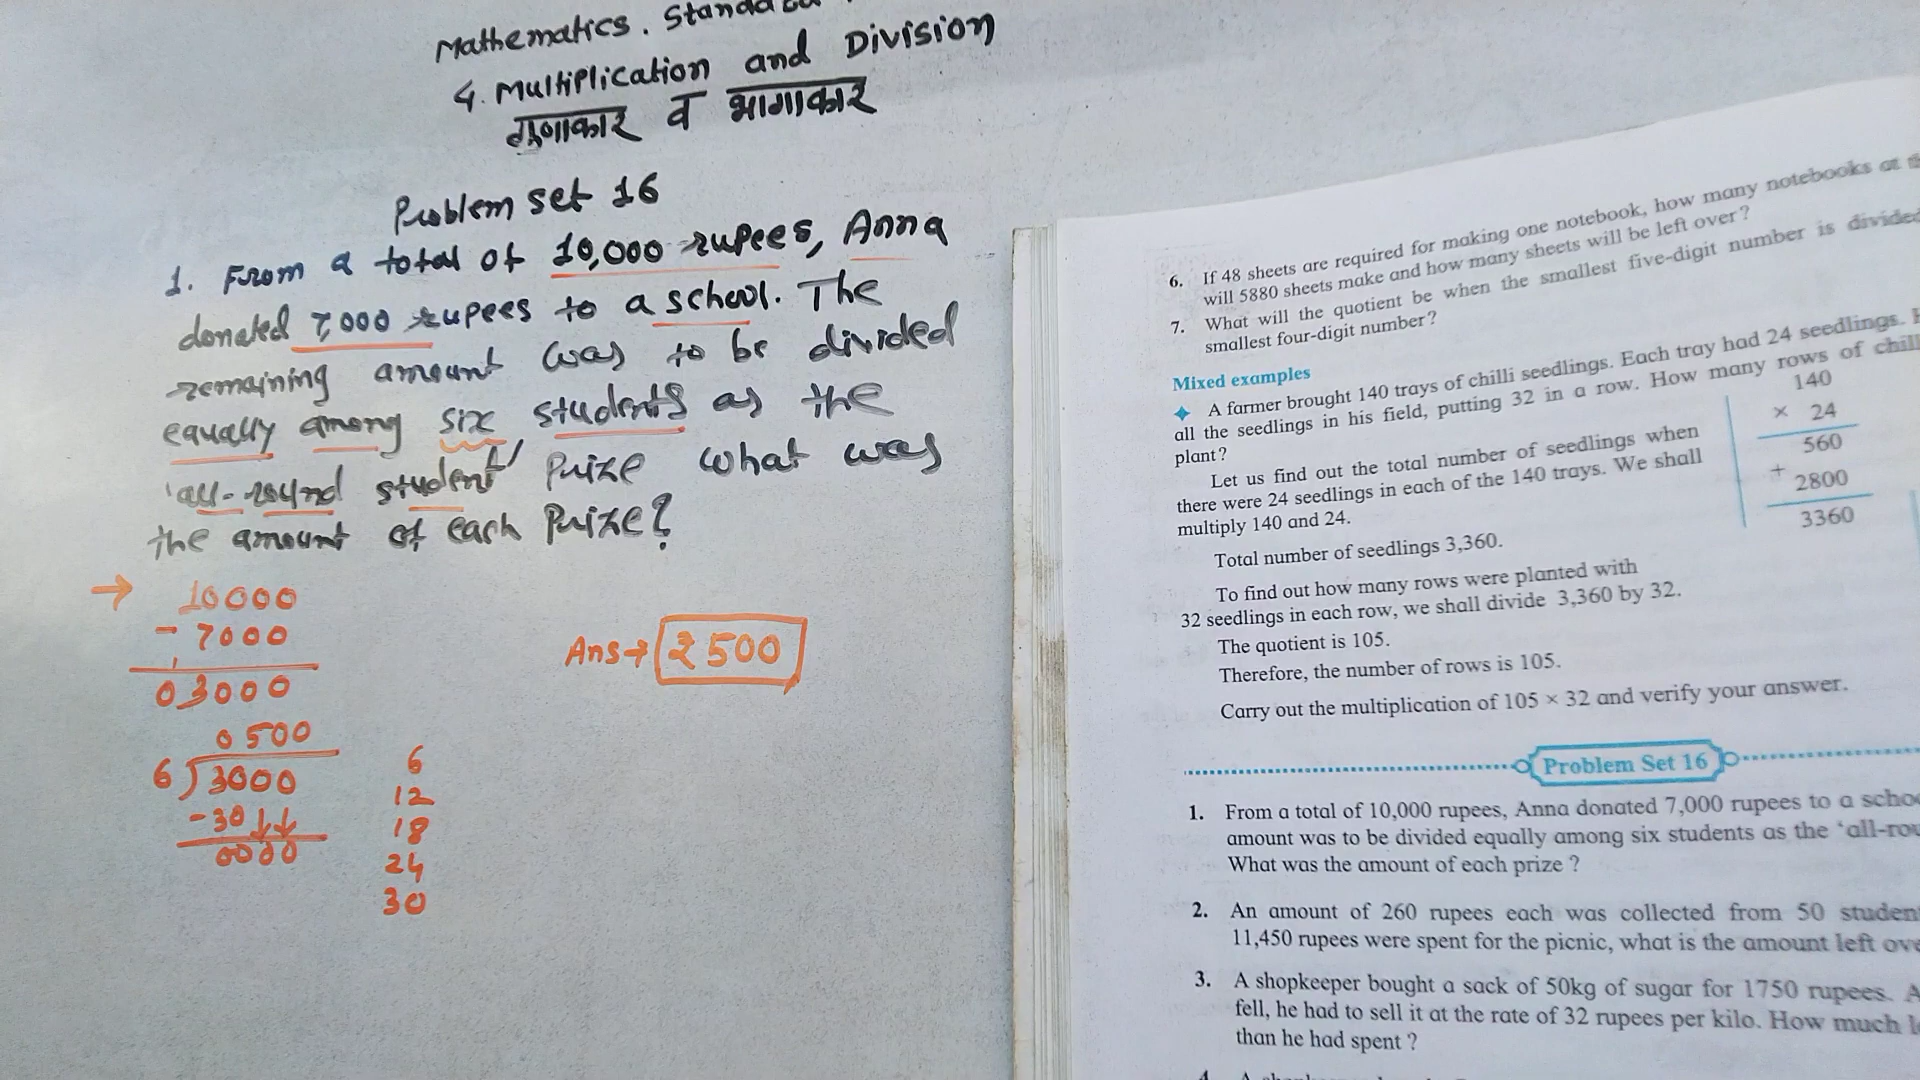 Mathematics. Standard
4. Multiplication and Division
गुणाकार व भागाकार
Problem set 16
1. From a total of 10,000 rupees, Anna
donated 7,000 rupees to a school. The
remaining amount was to be divided
equally among six students as the
'all-round student' Prize what was
the amount of each Prize?
→ 10000
- 7000
03000
0500
6)3000
-30↓↓
0000
6
12
18
24
30
Ans→ ₹500
6. If 48 sheets are required for making one notebook, how many notebooks at
will 5880 sheets make and how many sheets will be left over?
7. What will the quotient be when the smallest five-digit number is divided
smallest four-digit number?
Mixed examples
A farmer brought 140 trays of chilli seedlings. Each tray had 24 seedlings.
all the seedlings in his field, putting 32 in a row. How many rows of chill
plant?
Let us find out the total number of seedlings when
there were 24 seedlings in each of the 140 trays. We shall
multiply 140 and 24.
Total number of seedlings 3,360.
To find out how many rows were planted with
32 seedlings in each row, we shall divide 3,360 by 32.
The quotient is 105.
Therefore, the number of rows is 105.
Carry out the multiplication of 105 × 32 and verify your answer.
140
× 24
560
+
2800
3360
Problem Set 16
1. From a total of 10,000 rupees, Anna donated 7,000 rupees to a scho
amount was to be divided equally among six students as the 'all-rou
What was the amount of each prize ?
2. An amount of 260 rupees each was collected from 50 studen
11,450 rupees were spent for the picnic, what is the amount left ove
3. A shopkeeper bought a sack of 50kg of sugar for 1750 rupees. A
fell, he had to sell it at the rate of 32 rupees per kilo. How much l
than he had spent ?